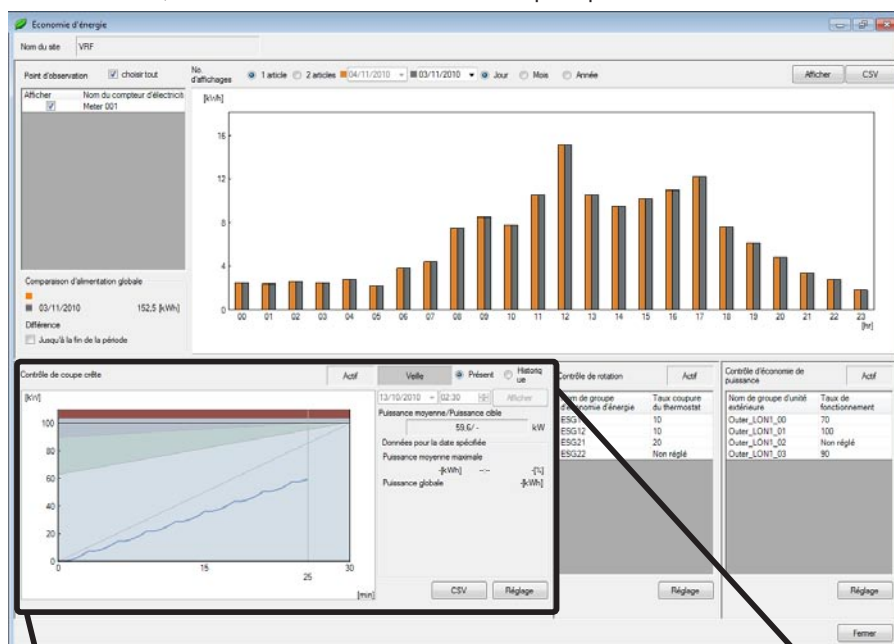 Économie d'énergie
Nom du site VRF
Point d'observation choisir tout
No. d'affichages 1 article 2 articles 04/11/2010 03/11/2010 Jour Mois Année Afficher CSV
Afficher Nom du compteur d'électricit
Meter 001
[kWh]
16
12
8
4
0
00 01 02 03 04 05 06 07 08 09 10 11 12 13 14 15 16 17 18 19 20 21 22 23
[hr]
Comparaison d'alimentation globale
03/11/2010 152,5 [kWh]
Différence
Jusqu'à la fin de la période
Contrôle de coupe crête Actif Veille Présent Historiq
ue
[kW]
100
80
60
40
20
0
0 15 30
25
[min]
13/10/2010 02:30 Afficher
Puissance moyenne/Puissance cible
59,6/ - kW
Données pour la date spécifiée
Puissance moyenne maximale
-[kWh] --:-- -[%]
Puissance globale -[kWh]
CSV Réglage
Contrôle de rotation Actif
Nom de groupe Taux coupure
d'économie d'énergie du thermostat
10
ESG12 10
ESG21 20
ESG22 Non réglé
Réglage
Contrôle d'économie de
puissance Actif
Nom de groupe d'unité Taux de
extérieure fonctionnement
Outer_LON1_00 70
Outer_LON1_01 100
Outer_LON1_02 Non réglé
Outer_LON1_03 90
Réglage
Fermer